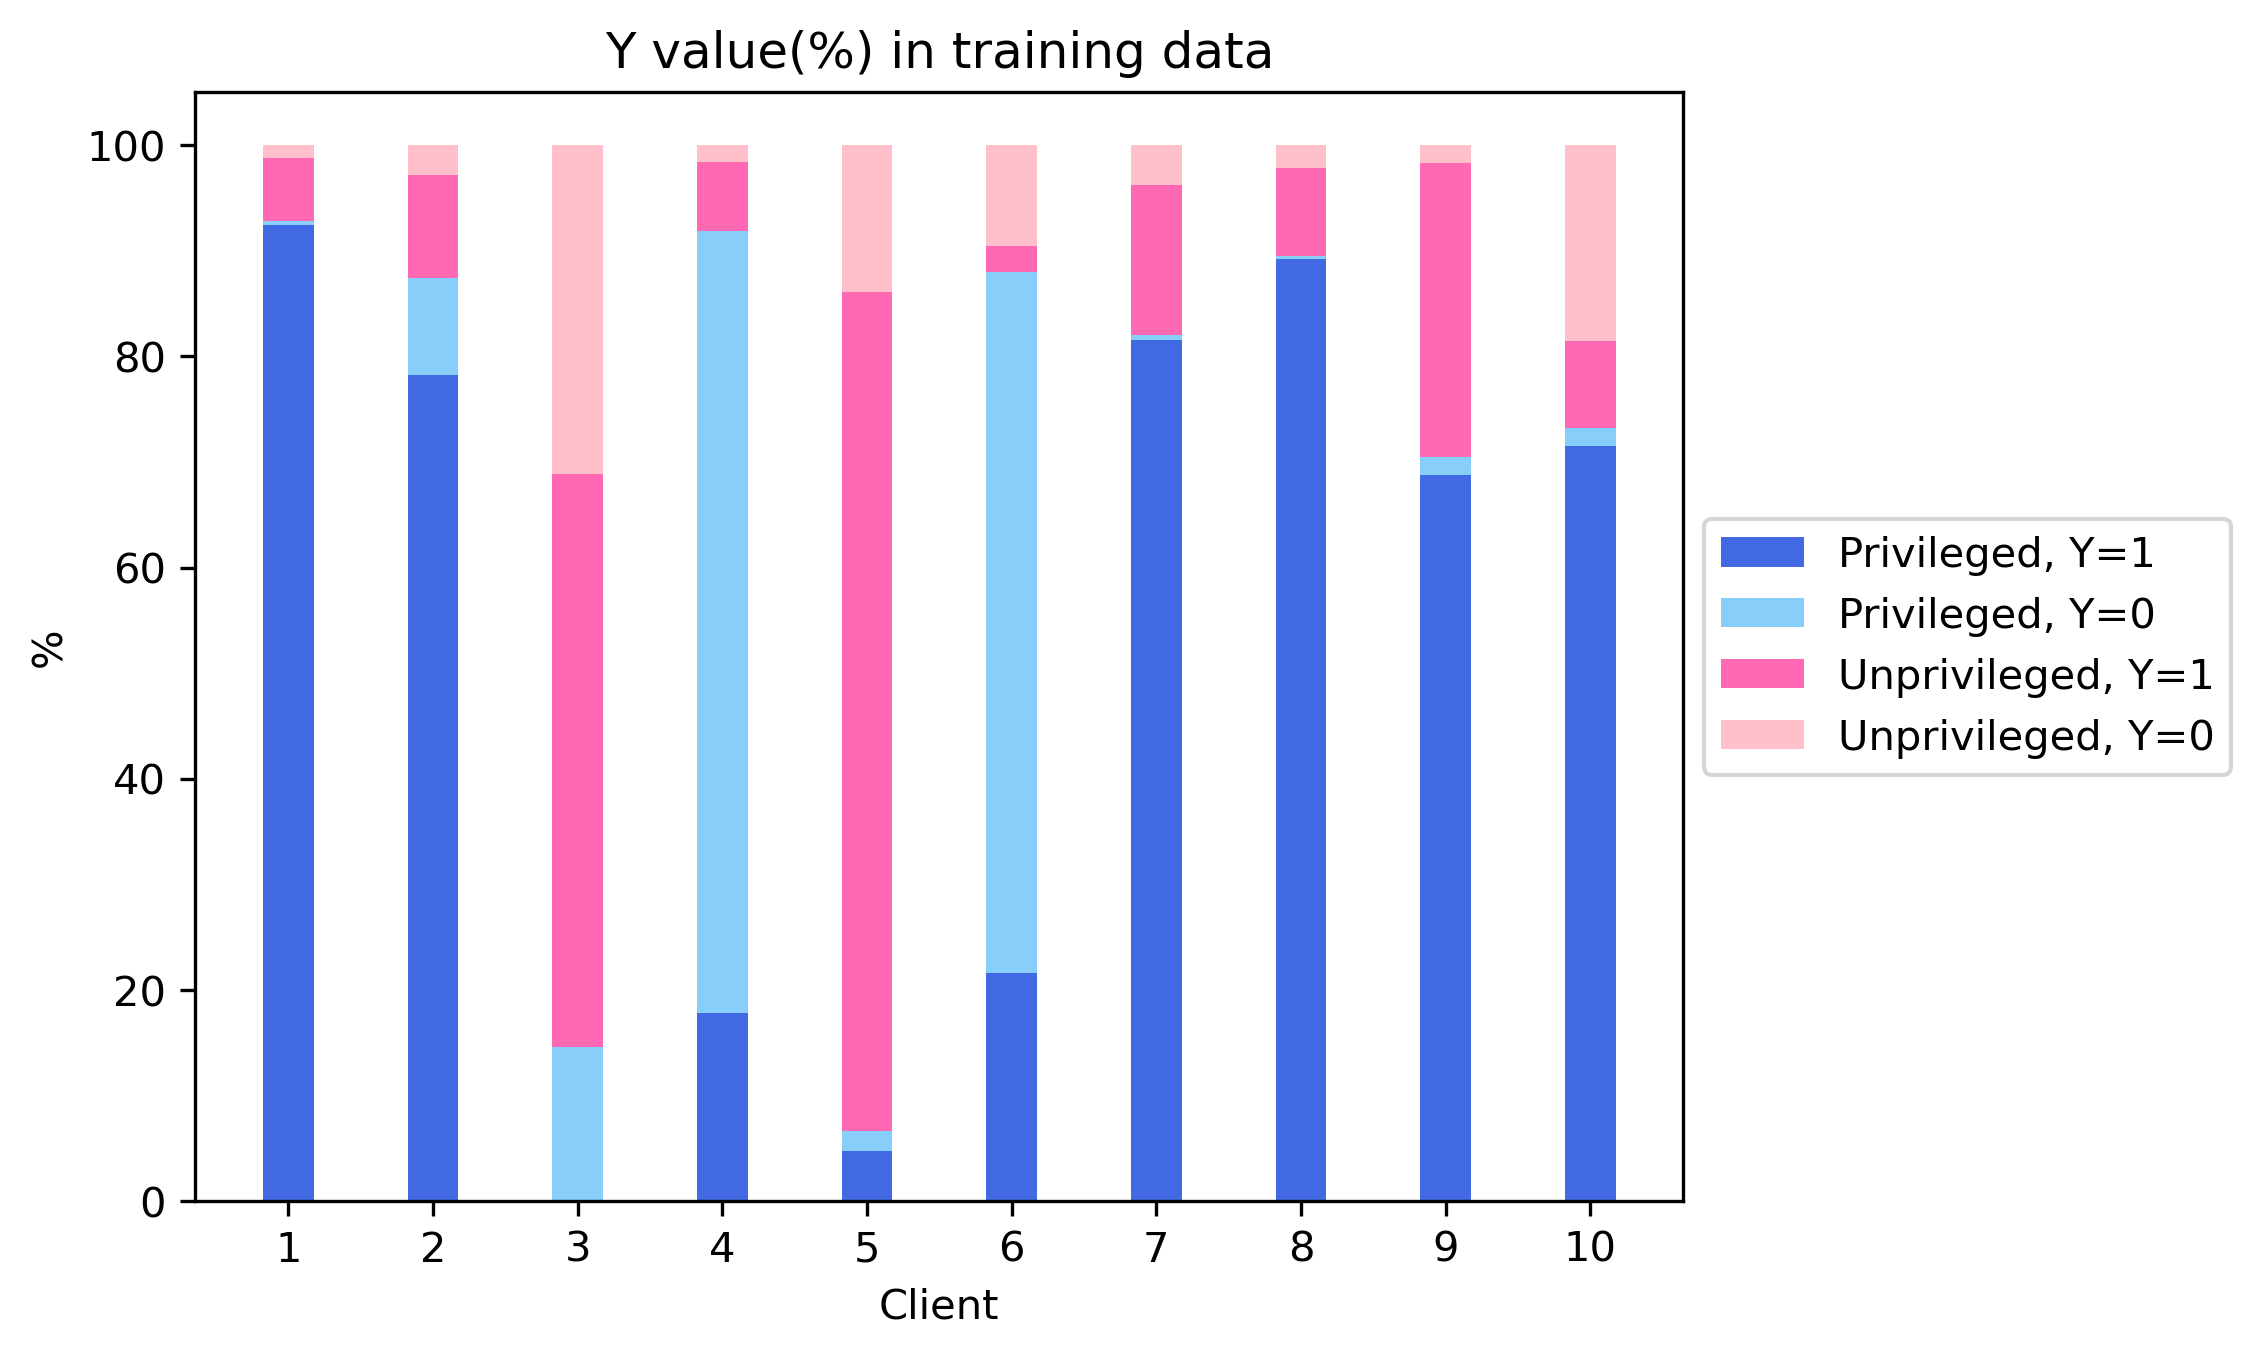 Y value(%) in training data
100
80
60
40
20
0
%
1 2 3 4 5 6 7 8 9 10
Client
Privileged, Y=1
Privileged, Y=0
Unprivileged, Y=1
Unprivileged, Y=0